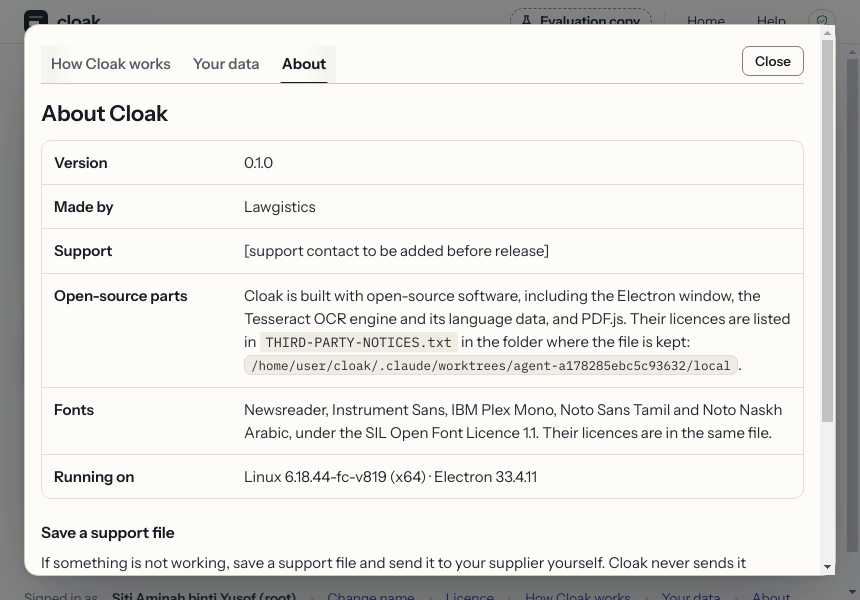 cloak
Evaluation copy
Home
Help
How Cloak works
Your data
About
Close
About Cloak
Version
0.1.0
Made by
Lawgistics
Support
[support contact to be added before release]
Open-source parts
Cloak is built with open-source software, including the Electron window, the
Tesseract OCR engine and its language data, and PDF.js. Their licences are listed
in THIRD-PARTY-NOTICES.txt in the folder where the file is kept:
/home/user/cloak/.claude/worktrees/agent-a178285ebc5c93632/local.
Fonts
Newsreader, Instrument Sans, IBM Plex Mono, Noto Sans Tamil and Noto Naskh
Arabic, under the SIL Open Font Licence 1.1. Their licences are in the same file.
Running on
Linux 6.18.44-fc-v819 (x64) · Electron 33.4.11
Save a support file
If something is not working, save a support file and send it to your supplier yourself. Cloak never sends it
Signed in as Siti Aminah binti Yusof (root) · Change name · Licence · How Cloak works · Your data · About